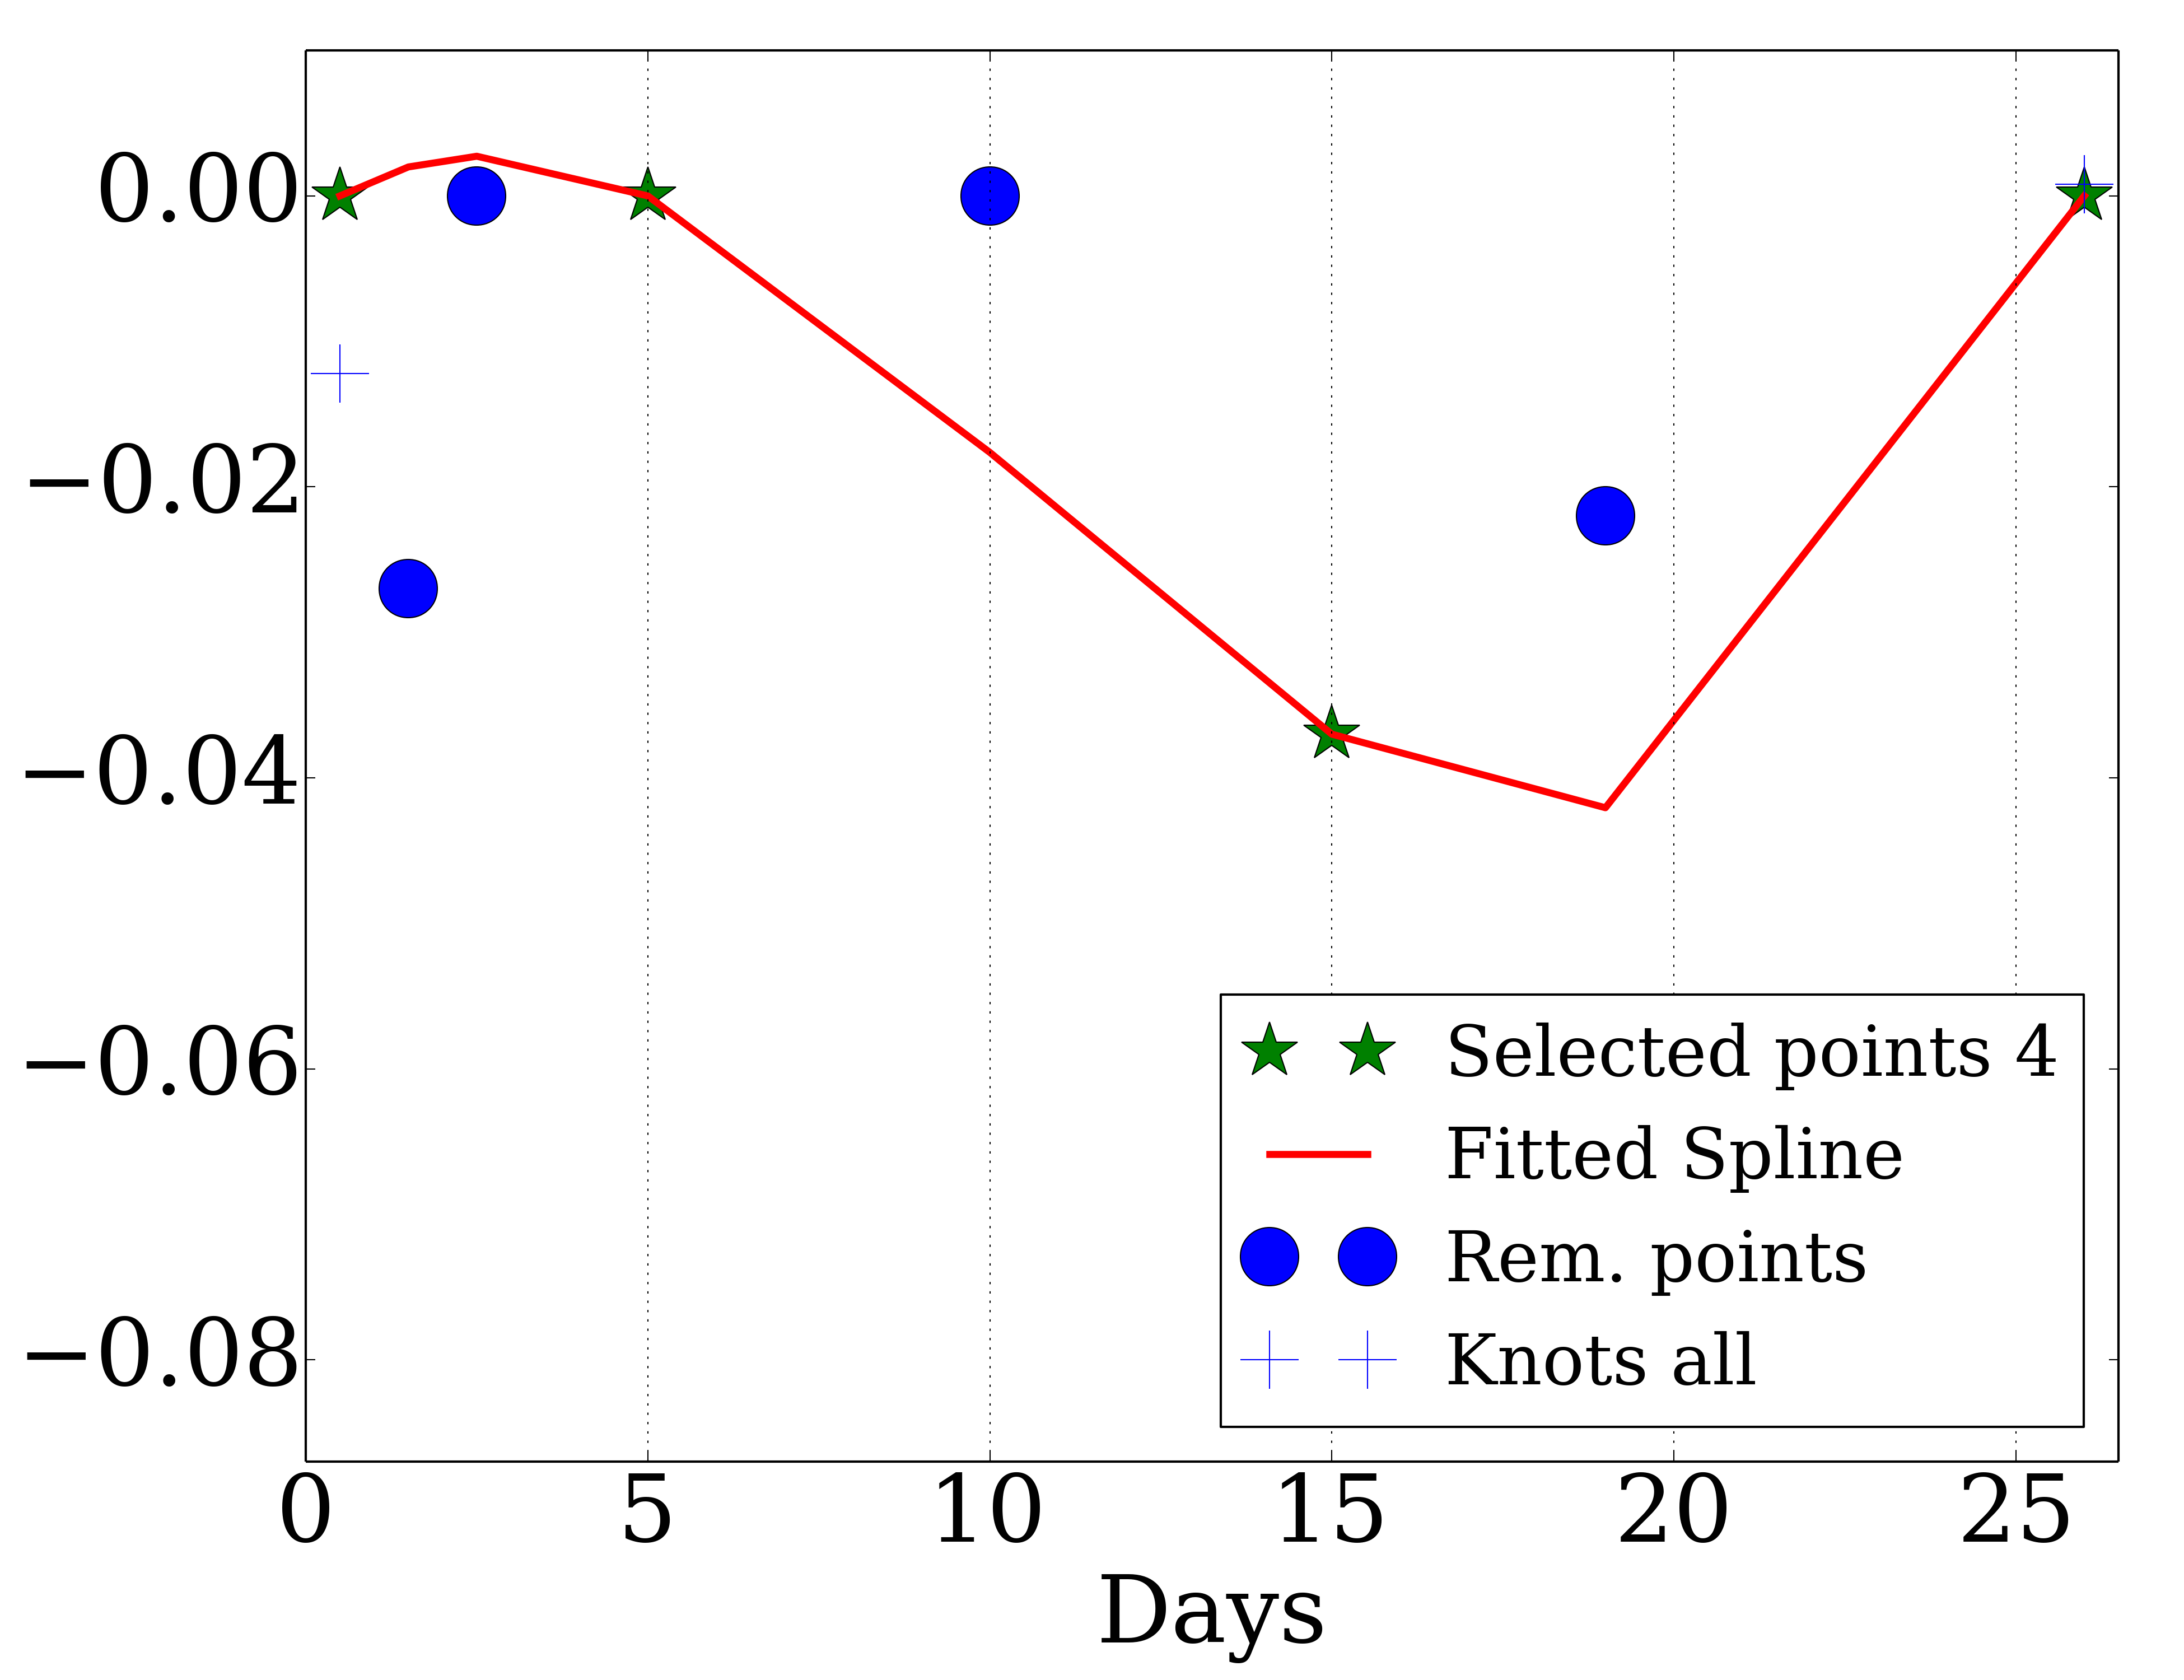 0.00
−0.02
−0.04
−0.06
−0.08
Selected points 4
Fitted Spline
Rem. points
Knots all
0 5 10 15 20 25
Days